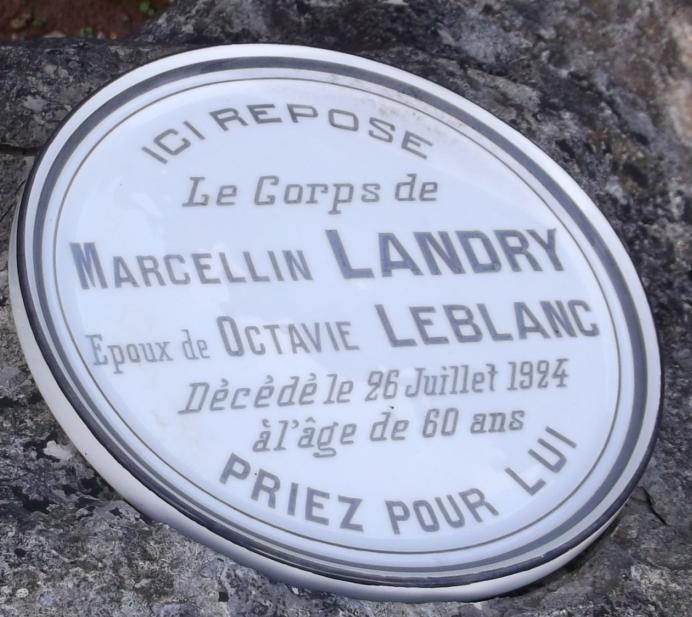 ICI REPOSE
Le Corps de
MARCELLIN LANDRY
Epoux de OCTAVIE LEBLANC
Dècédè le 26 Juillet 1924
à l'âge de 60 ans
PRIEZ POUR LUI